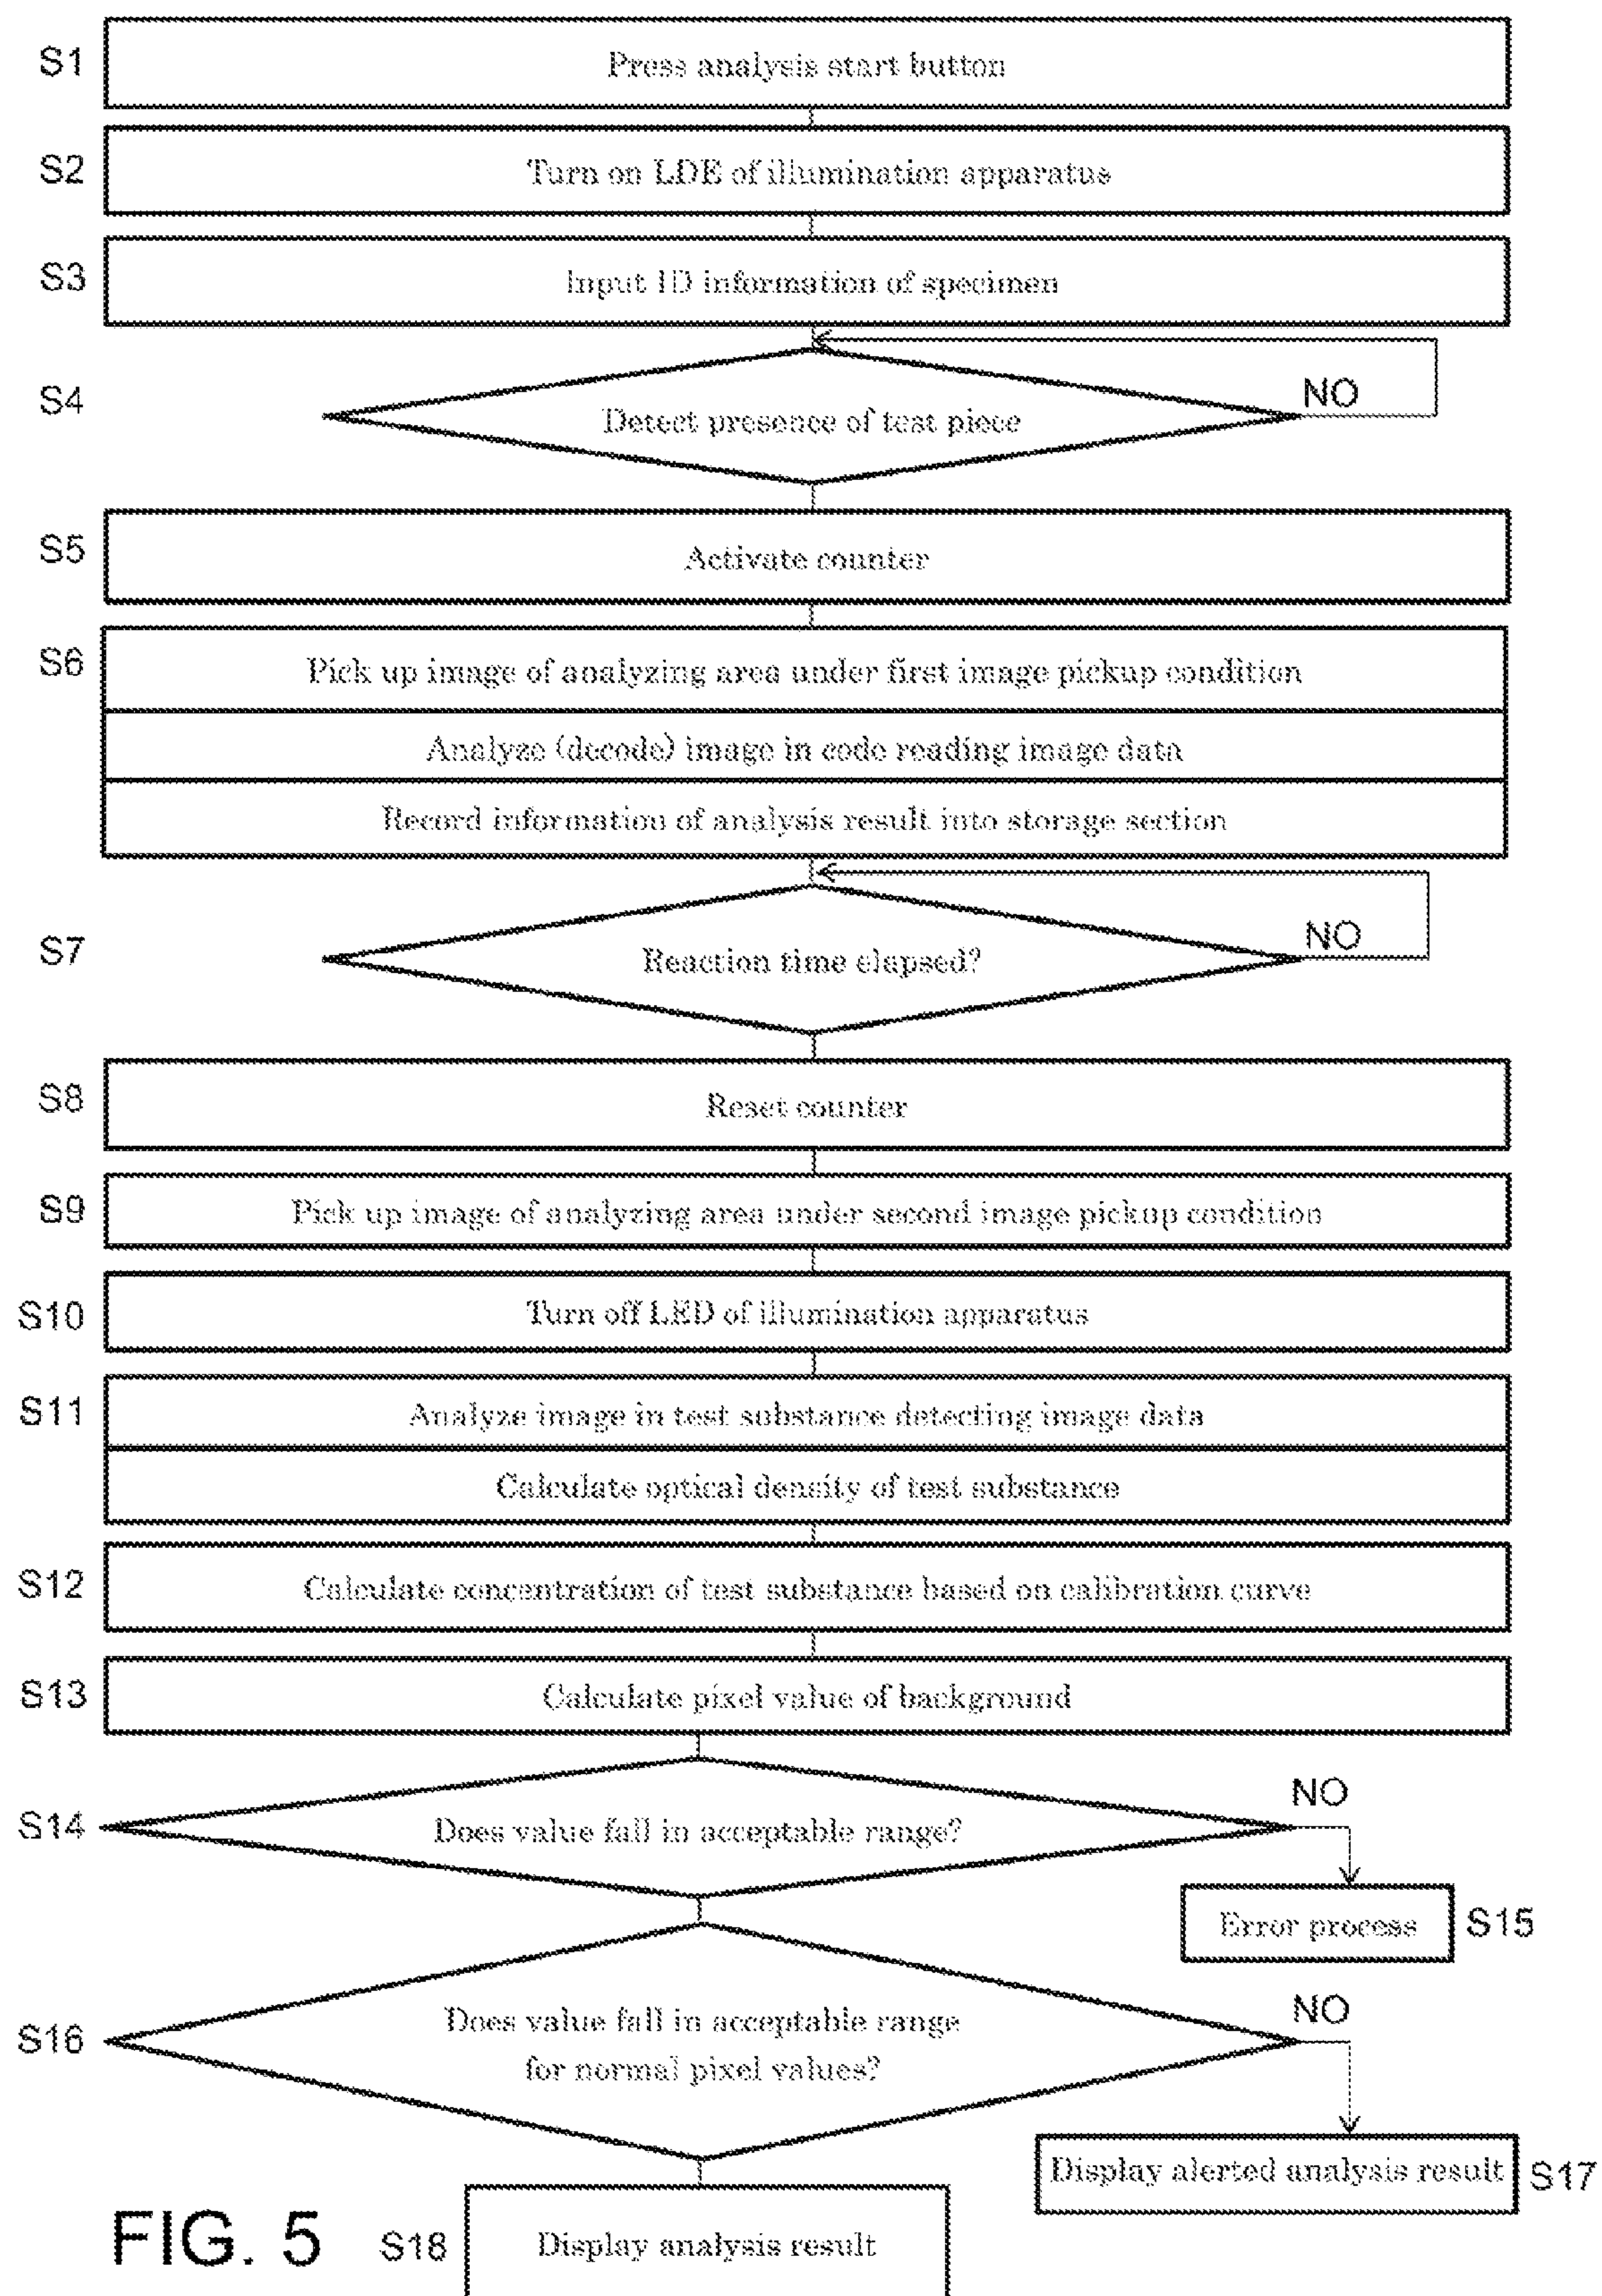 S1
Press analysis start button
S2
Turn on LDE of illumination apparatus
S3
Input ID information of specimen
S4
Detect presence of test piece
NO
S5
Activate counter
S6
Pick up image of analyzing area under first image pickup condition
Analyze (decode) image in code reading image data
Record information of analysis result into storage section
S7
Reaction time elapsed?
NO
S8
Reset counter
S9
Pick up image of analyzing area under second image pickup condition
S10
Turn off LED of illumination apparatus
S11
Analyze image in test substance detecting image data
Calculate optical density of test substance
S12
Calculate concentration of test substance based on calibration curve
S13
Calculate pixel value of background
S14
Does value fall in acceptable range?
NO
Error process
S15
S16
Does value fall in acceptable range
for normal pixel values?
NO
Display alerted analysis result
S17
FIG. 5
S18
Display analysis result